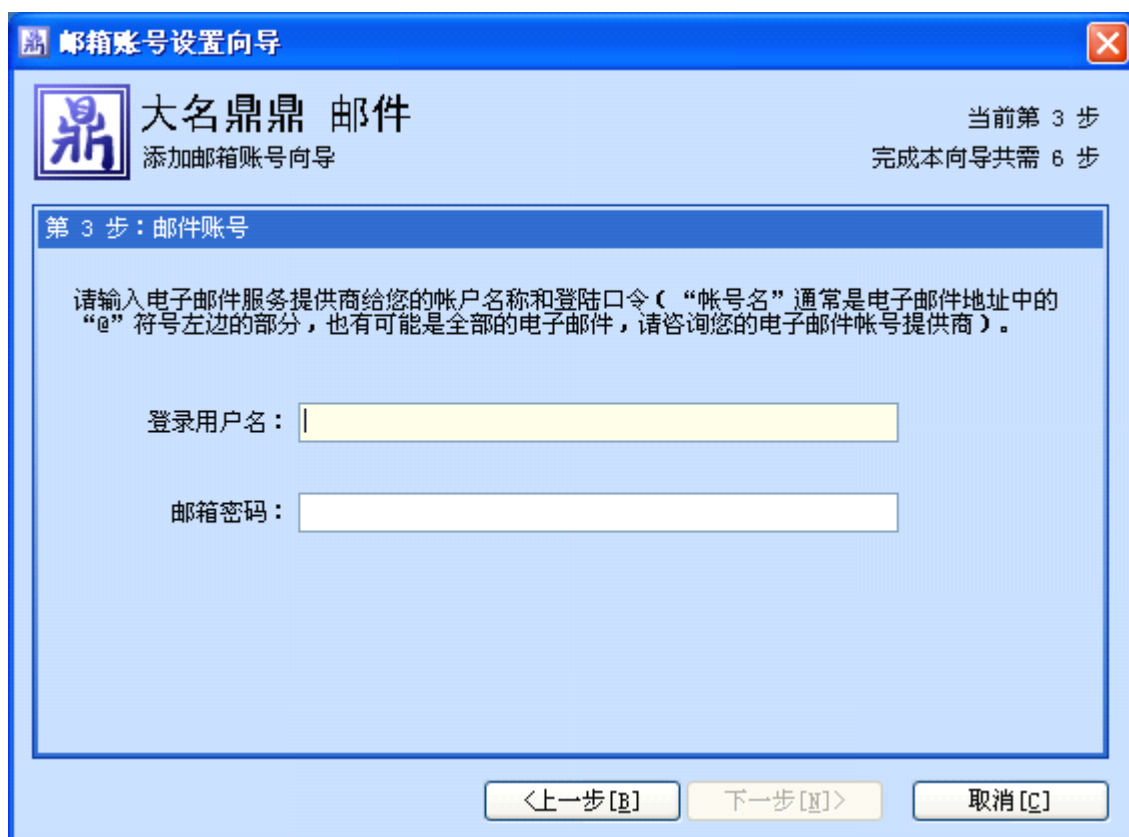 鼎 邮箱账号设置向导
鼎 大名鼎鼎 邮件
添加邮箱账号向导
当前第 3 步
完成本向导共需 6 步
第 3 步：邮件账号
请输入电子邮件服务提供商给您的帐户名称和登陆口令（“帐号名”通常是电子邮件地址中的
“@”符号左边的部分，也有可能是全部的电子邮件，请咨询您的电子邮件帐号提供商）。
登录用户名：
邮箱密码：
<上一步[B] 下一步[N]> 取消[C]